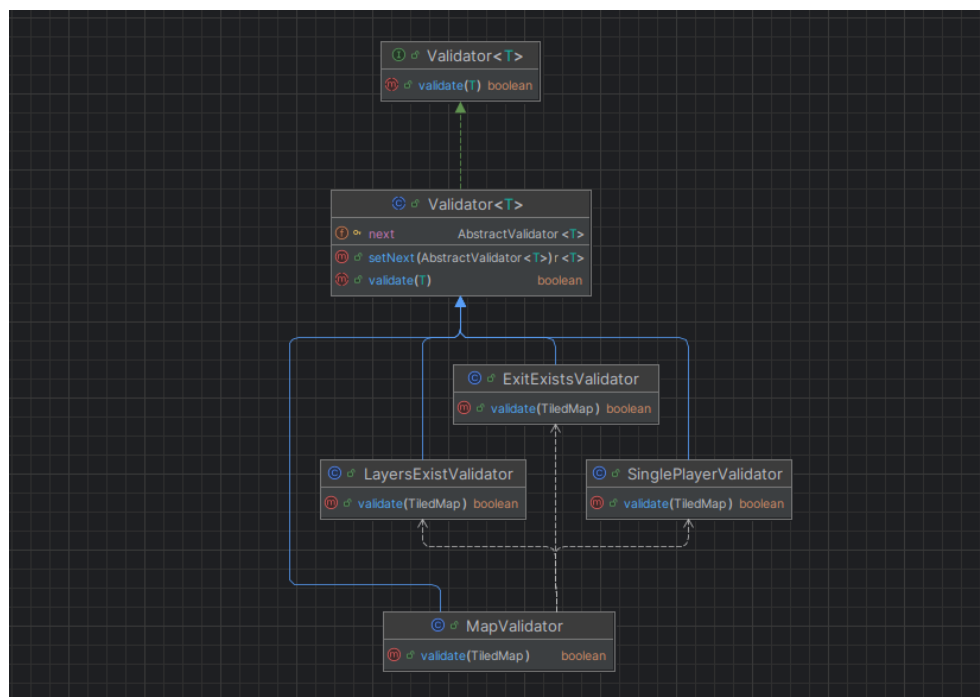 Validator<T>
validate(T) boolean
Validator<T>
next AbstractValidator <T>
setNext(AbstractValidator<T>)r <T>
validate(T) boolean
ExitExistsValidator
validate(TiledMap) boolean
LayersExistValidator
validate(TiledMap) boolean
SinglePlayerValidator
validate(TiledMap) boolean
MapValidator
validate(TiledMap) boolean